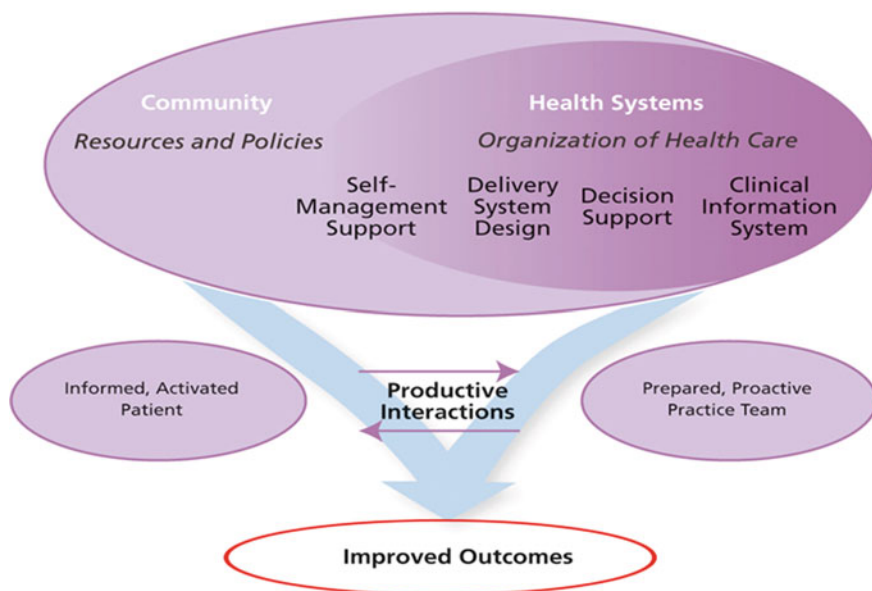 Community
Resources and Policies
Health Systems
Organization of Health Care
Self-
Management
Support
Delivery
System
Design
Decision
Support
Clinical
Information
System
Informed, Activated
Patient
Productive
Interactions
Prepared, Proactive
Practice Team
Improved Outcomes